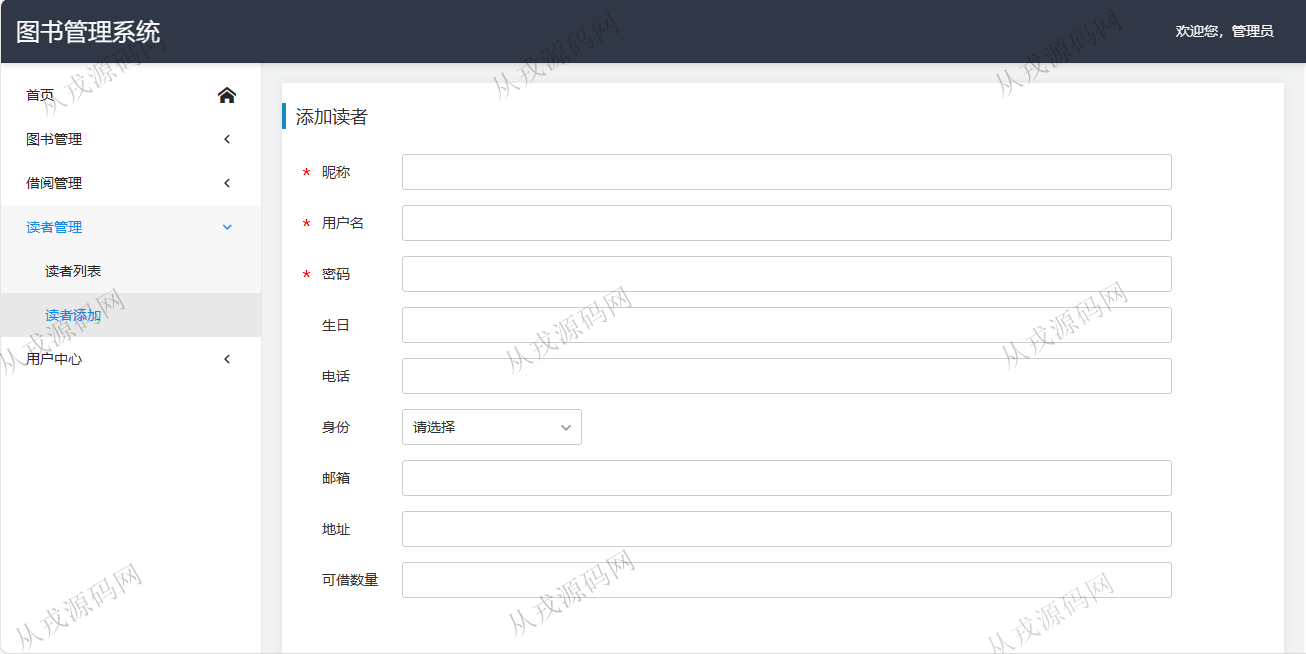 图书管理系统
欢迎您，管理员
首页
图书管理
借阅管理
读者管理
读者列表
读者添加
用户中心
添加读者
* 昵称
* 用户名
* 密码
生日
电话
身份
请选择
邮箱
地址
可借数量
从戎源码网
从戎源码网
从戎源码网
从戎源码网
从戎源码网
从戎源码网
从戎源码网
从戎源码网
从戎源码网